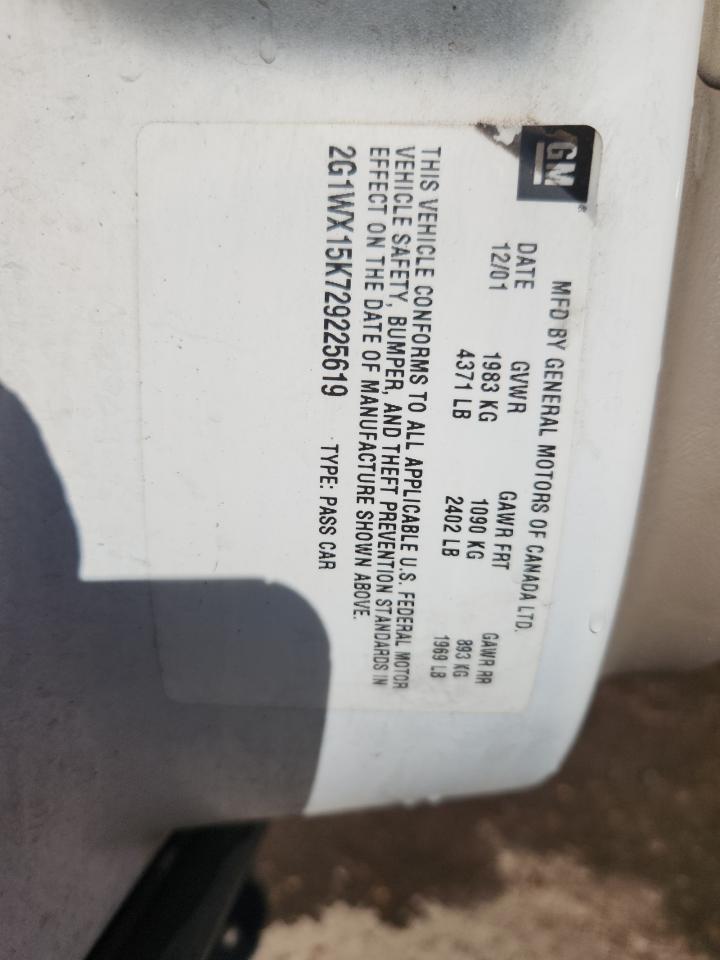 GM
MFD BY GENERAL MOTORS OF CANADA LTD.
DATE GVWR GAWR FRT GAWR RR
12/01 1983 KG 1090 KG 893 KG
4371 LB 2402 LB 1969 LB
THIS VEHICLE CONFORMS TO ALL APPLICABLE U.S. FEDERAL MOTOR
VEHICLE SAFETY, BUMPER, AND THEFT PREVENTION STANDARDS IN
EFFECT ON THE DATE OF MANUFACTURE SHOWN ABOVE.
2G1WX15K729225619 TYPE: PASS CAR